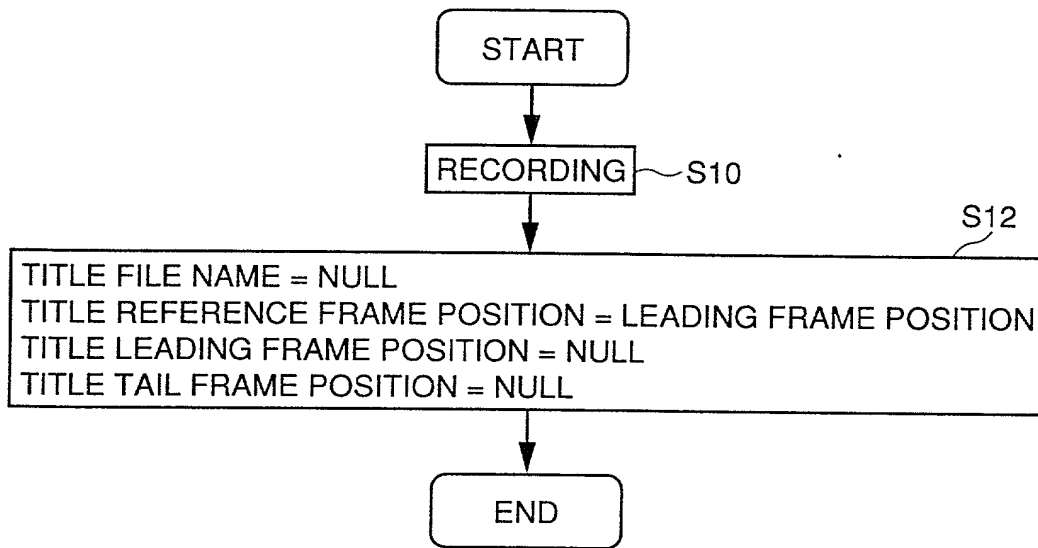 START
RECORDING
S10
S12
TITLE FILE NAME = NULL
TITLE REFERENCE FRAME POSITION = LEADING FRAME POSITION
TITLE LEADING FRAME POSITION = NULL
TITLE TAIL FRAME POSITION = NULL
END